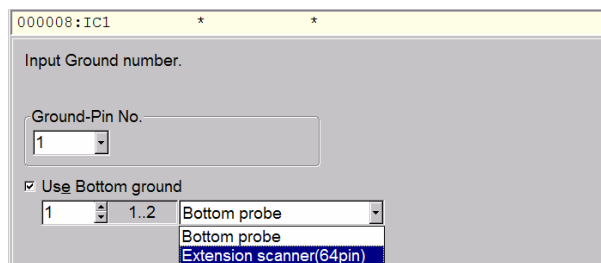 000008:IC1 * *
Input Ground number.
Ground-Pin No.
1
Use Bottom ground
1 1..2 Bottom probe
Bottom probe
Extension scanner(64pin)